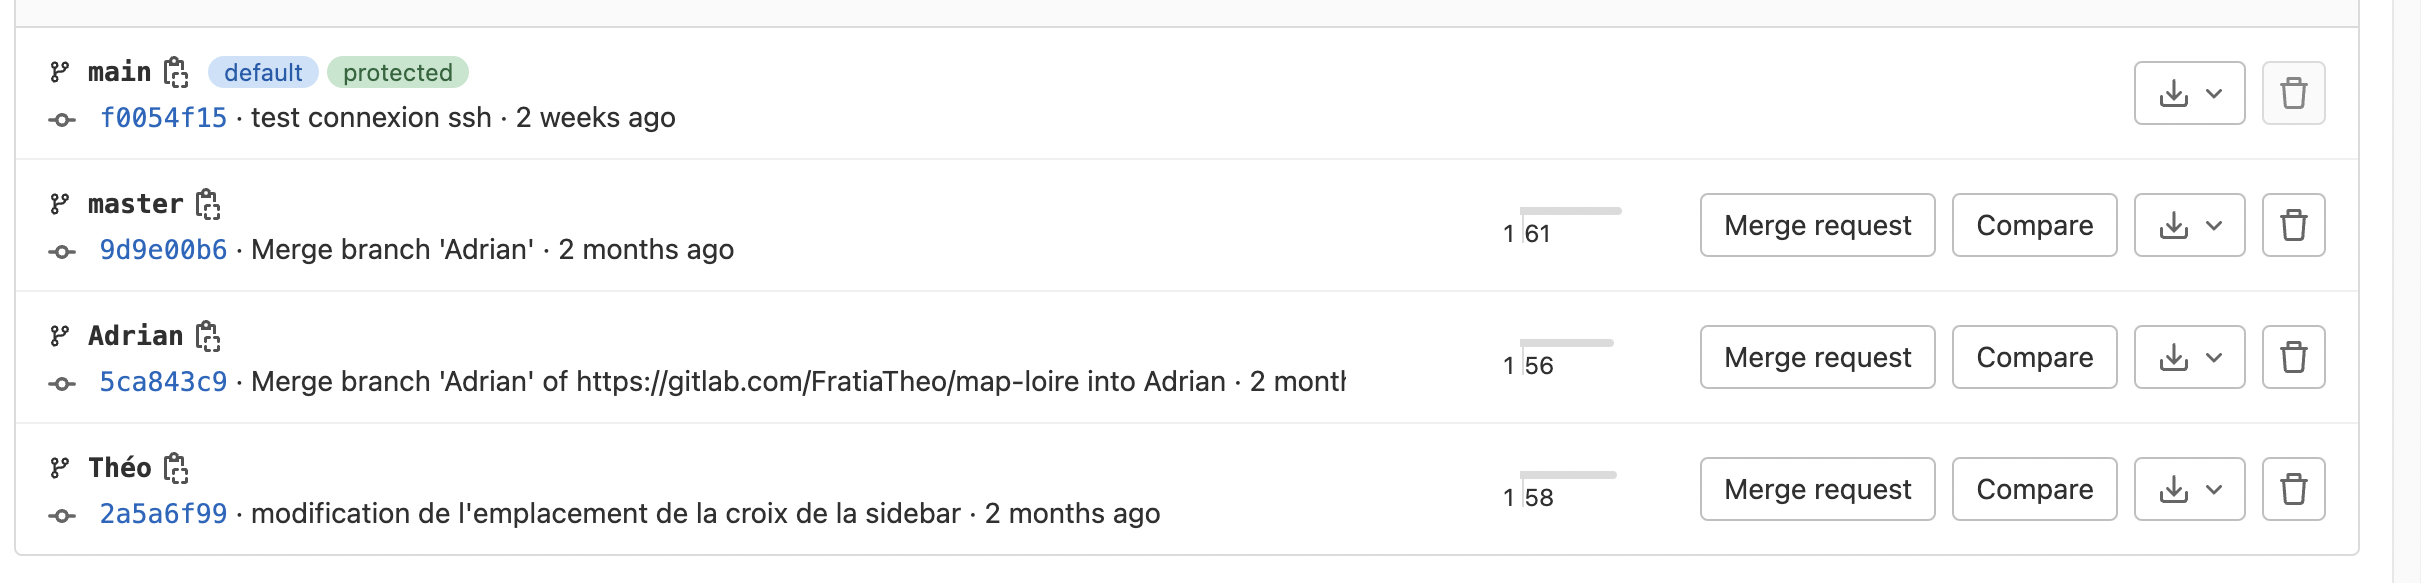 main default protected
f0054f15 · test connexion ssh · 2 weeks ago
master
9d9e00b6 · Merge branch 'Adrian' · 2 months ago
1 61 Merge request Compare
Adrian
5ca843c9 · Merge branch 'Adrian' of https://gitlab.com/FratiaTheo/map-loire into Adrian · 2 month
1 56 Merge request Compare
Théo
2a5a6f99 · modification de l'emplacement de la croix de la sidebar · 2 months ago
1 58 Merge request Compare